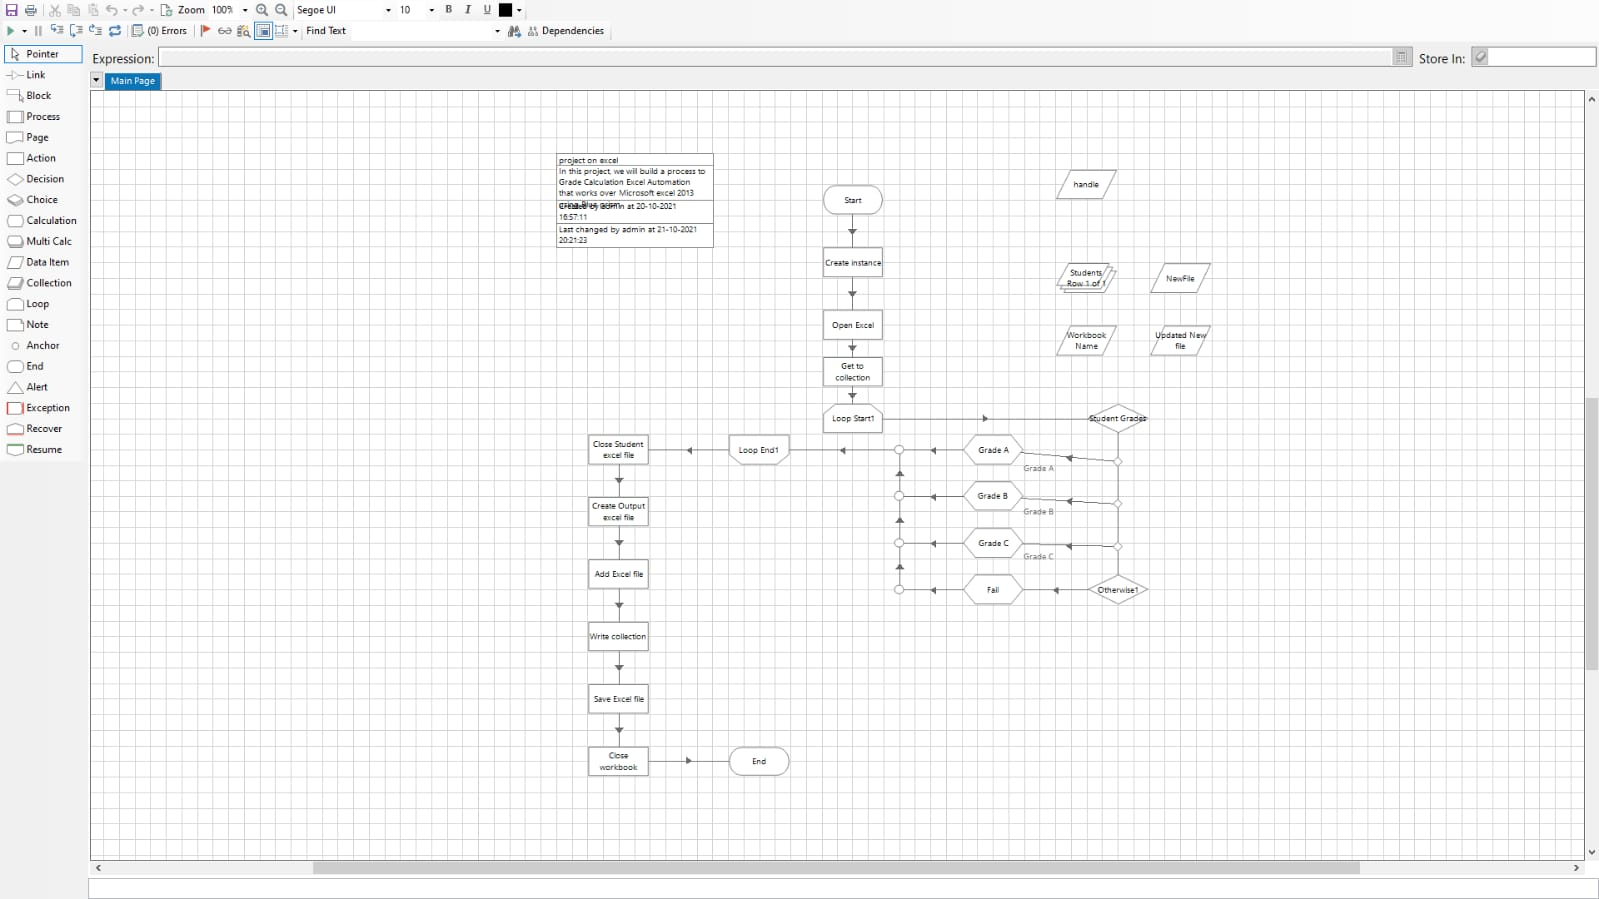 Zoom 100% Segoe UI 10 B I U
(0) Errors Find Text Dependencies
Pointer
Link
Block
Process
Page
Action
Decision
Choice
Calculation
Multi Calc
Data Item
Collection
Loop
Note
Anchor
End
Alert
Exception
Recover
Resume
Expression: Store In:
Main Page
project on excel
In this project, we will build a process to
Grade Calculation Excel Automation
that works over Microsoft excel 2013
using Blue prism
Created by admin at 20-10-2021
16:57:11
Last changed by admin at 21-10-2021
20:21:23
Start
Create instance
Open Excel
Get to
collection
Loop Start1
handle
Students
Row 1 of 1
NewFile
Workbook
Name
Updated New
file
Student Grades
Grade A
Grade A
Grade B
Grade B
Grade C
Grade C
Otherwise1
Fail
Loop End1
Close Student
excel file
Create Output
excel file
Add Excel file
Write collection
Save Excel file
Close
workbook
End